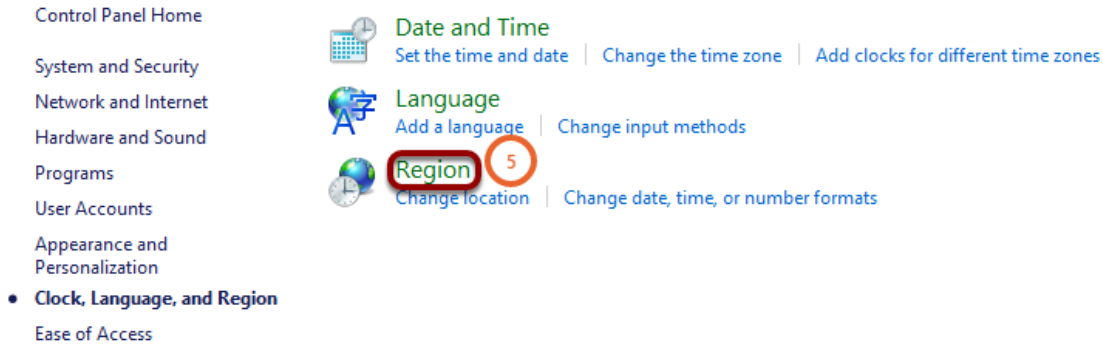 Control Panel Home
System and Security
Network and Internet
Hardware and Sound
Programs
User Accounts
Appearance and
Personalization
• Clock, Language, and Region
Ease of Access
Date and Time
Set the time and date | Change the time zone | Add clocks for different time zones
Language
Add a language | Change input methods
Region 5
Change location | Change date, time, or number formats